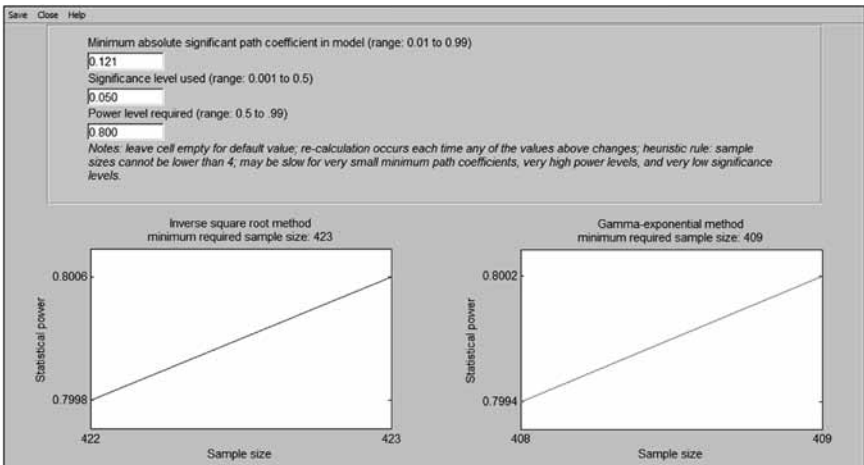 Save Close Help
Minimum absolute significant path coefficient in model (range: 0.01 to 0.99)
0.121
Significance level used (range: 0.001 to 0.5)
0.050
Power level required (range: 0.5 to .99)
0.800
Notes: leave cell empty for default value; re-calculation occurs each time any of the values above changes; heuristic rule: sample
sizes cannot be lower than 4; may be slow for very small minimum path coefficients, very high power levels, and very low significance
levels.
Inverse square root method
minimum required sample size: 423
0.8006
Statistical power
0.7998
422
423
Sample size
Gamma-exponential method
minimum required sample size: 409
0.8002
Statistical power
0.7994
408
409
Sample size